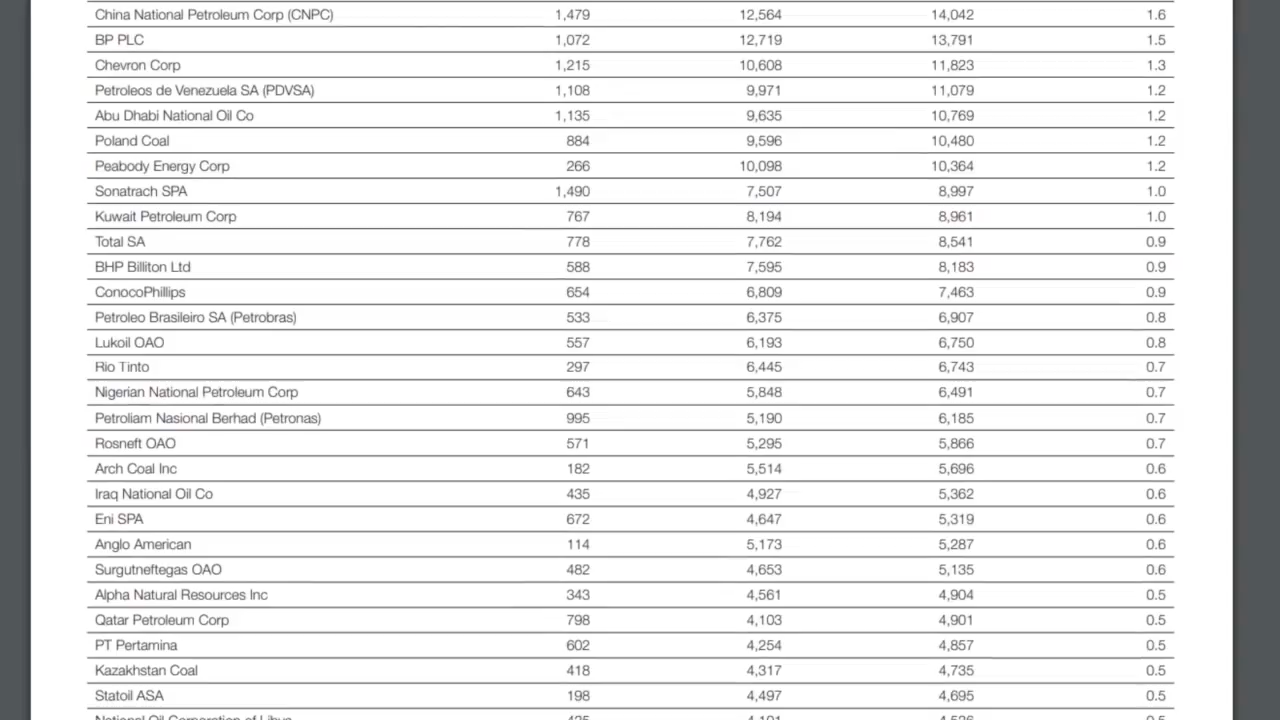 China National Petroleum Corp (CNPC) 1,479 12,564 14,042 1.6
BP PLC 1,072 12,719 13,791 1.5
Chevron Corp 1,215 10,608 11,823 1.3
Petroleos de Venezuela SA (PDVSA) 1,108 9,971 11,079 1.2
Abu Dhabi National Oil Co 1,135 9,635 10,769 1.2
Poland Coal 884 9,596 10,480 1.2
Peabody Energy Corp 266 10,098 10,364 1.2
Sonatrach SPA 1,490 7,507 8,997 1.0
Kuwait Petroleum Corp 767 8,194 8,961 1.0
Total SA 778 7,762 8,541 0.9
BHP Billiton Ltd 588 7,595 8,183 0.9
ConocoPhillips 654 6,809 7,463 0.9
Petroleo Brasileiro SA (Petrobras) 533 6,375 6,907 0.8
Lukoil OAO 557 6,193 6,750 0.8
Rio Tinto 297 6,445 6,743 0.7
Nigerian National Petroleum Corp 643 5,848 6,491 0.7
Petroliam Nasional Berhad (Petronas) 995 5,190 6,185 0.7
Rosneft OAO 571 5,295 5,866 0.7
Arch Coal Inc 182 5,514 5,696 0.6
Iraq National Oil Co 435 4,927 5,362 0.6
Eni SPA 672 4,647 5,319 0.6
Anglo American 114 5,173 5,287 0.6
Surgutneftegas OAO 482 4,653 5,135 0.6
Alpha Natural Resources Inc 343 4,561 4,904 0.5
Qatar Petroleum Corp 798 4,103 4,901 0.5
PT Pertamina 602 4,254 4,857 0.5
Kazakhstan Coal 418 4,317 4,735 0.5
Statoil ASA 198 4,497 4,695 0.5
National Oil Corporation of Libya